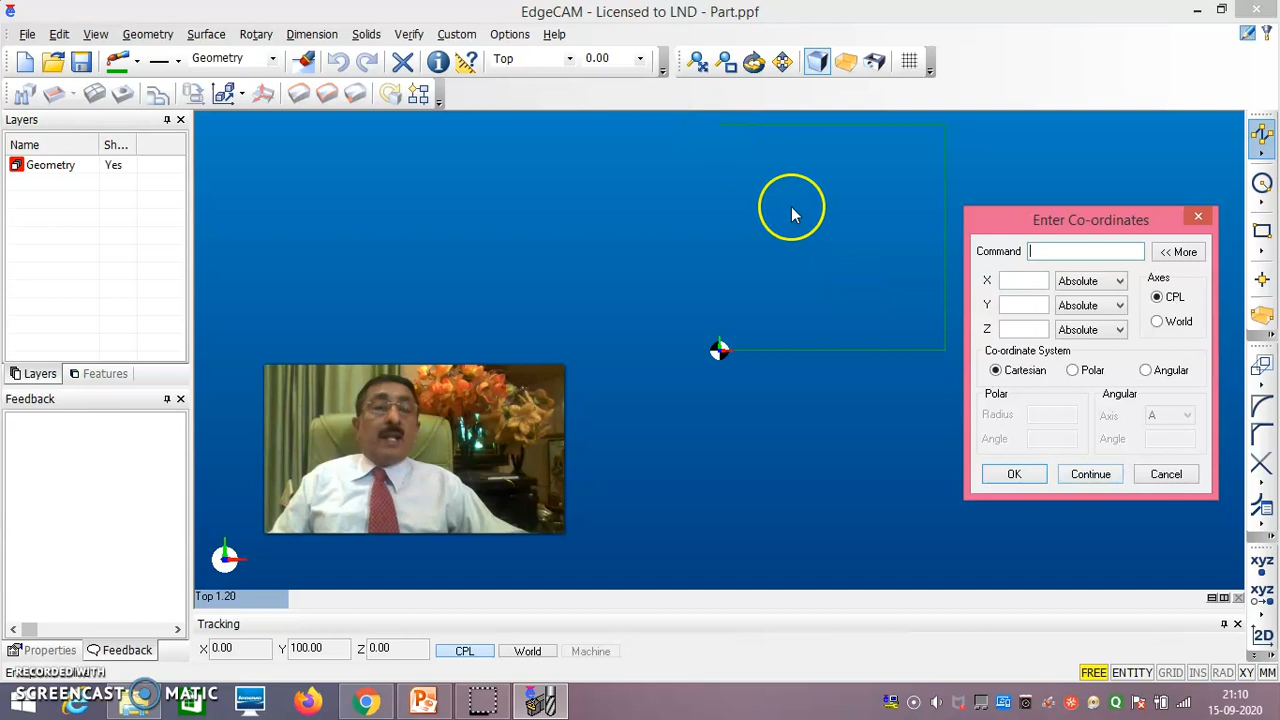 EdgeCAM - Licensed to LND - Part.ppf
File Edit View Geometry Surface Rotary Dimension Solids Verify Custom Options Help
Geometry Top 0.00
Layers
Name Sh...
Geometry Yes
Layers Features
Feedback
Properties Feedback
Enter Co-ordinates
Command << More
X Absolute Axes
Y Absolute CPL
Z Absolute World
Co-ordinate System
Cartesian Polar Angular
Polar Angular
Radius Axis A
Angle Angle
OK Continue Cancel
xyz
xyz
2D
Top 1.20
Tracking
X 0.00 Y 100.00 Z 0.00 CPL World Machine
FREE ENTITY GRID INS RAD XY MM
RECORDED WITH
SCREENCAST MATIC
21:10
15-09-2020